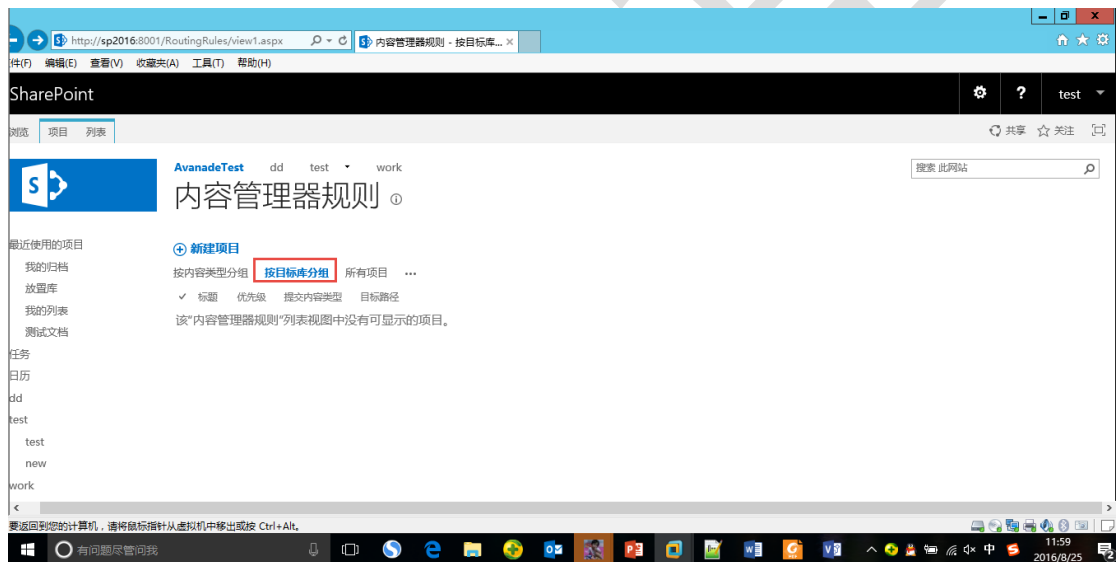 http://sp2016:8001/RoutingRules/view1.aspx
内容管理器规则 - 按目标库...
件(F) 编辑(E) 查看(V) 收藏夹(A) 工具(T) 帮助(H)
SharePoint
? test
浏览 项目 列表
共享 关注
S
AvanadeTest dd test work
搜索 此网站
内容管理器规则
最近使用的项目
我的归档
放置库
我的列表
测试文档
任务
日历
dd
test
test
new
work
新建项目
按内容类型分组 按目标库分组 所有项目 ...
标题 优先级 提交内容类型 目标路径
该“内容管理器规则”列表视图中没有可显示的项目。
要返回到您的计算机，请将鼠标指针从虚拟机中移出或按 Ctrl+Alt。
有问题尽管问我
中
11:59
2016/8/25